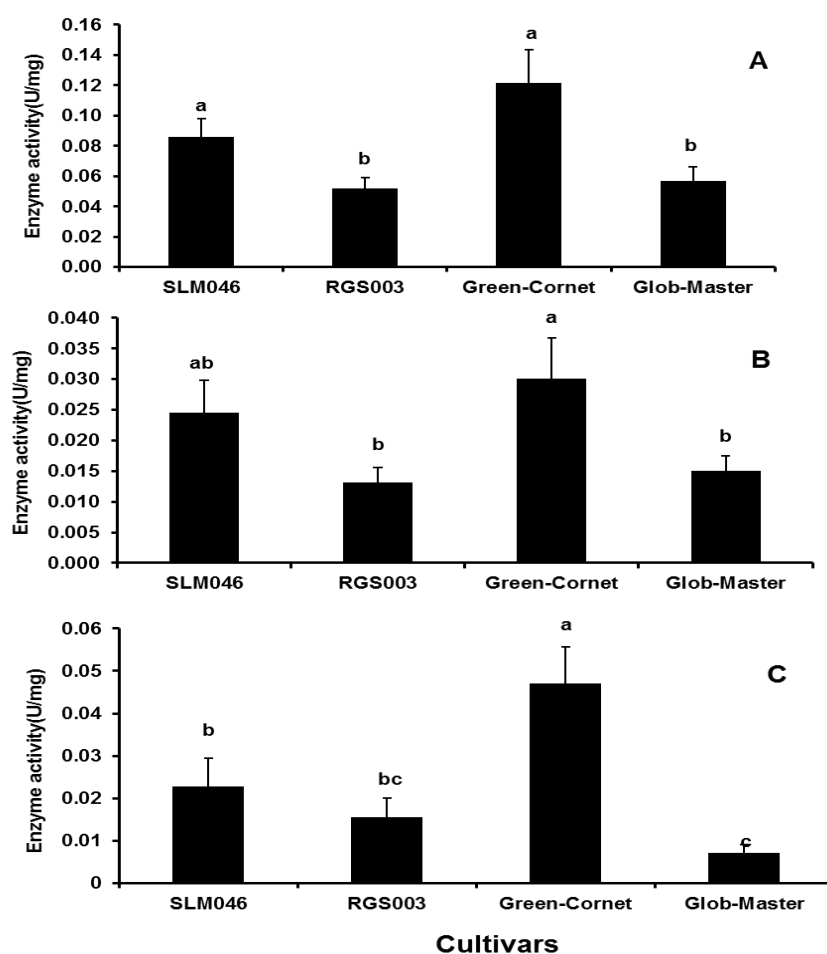 0.16
0.14
0.12
0.10
0.08
0.06
0.04
0.02
0.00
Enzyme activity(U/mg)
a
b
a
b
A
SLM046
RGS003
Green-Cornet
Glob-Master
0.040
0.035
0.030
0.025
0.020
0.015
0.010
0.005
0.000
Enzyme activity(U/mg)
ab
b
a
b
B
SLM046
RGS003
Green-Cornet
Glob-Master
0.06
0.05
0.04
0.03
0.02
0.01
0
Enzyme activity(U/mg)
b
bc
a
c
C
SLM046
RGS003
Green-Cornet
Glob-Master
Cultivars